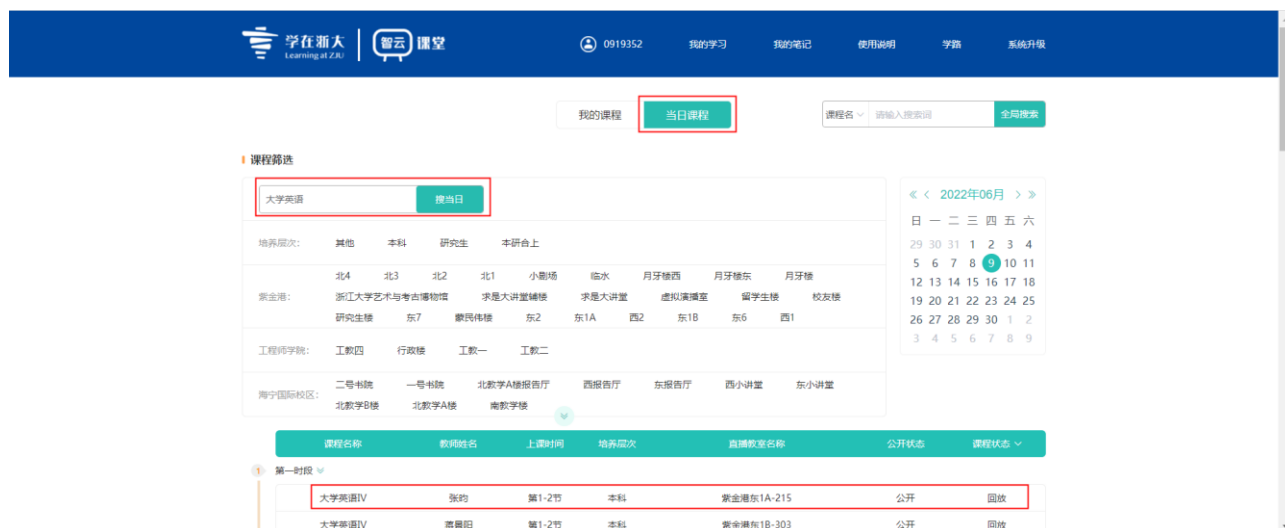 学在浙大 智云 课堂 0919352 我的学习 我的笔记 使用说明 学路 系统升级
Learning at ZJU
我的课程 当日课程 课程名 请输入搜索词 全局搜索
课程筛选
大学英语 搜当日
培养层次: 其他 本科 研究生 本研合上
紫金港: 北4 北3 北2 北1 小剧场 临水 月牙楼西 月牙楼东 月牙楼
浙江大学艺术与考古博物馆 求是大讲堂辅楼 求是大讲堂 虚拟演播室 留学生楼 校友楼
研究生楼 东7 蒙民伟楼 东2 东1A 西2 东1B 东6 西1
工程师学院: 工教四 行政楼 工教一 工教二
海宁国际校区: 二号书院 一号书院 北教学A楼报告厅 西报告厅 东报告厅 西小讲堂 东小讲堂
北教学B楼 北教学A楼 南教学楼
2022年06月
日 一 二 三 四 五 六
29 30 31 1 2 3 4
5 6 7 8 9 10 11
12 13 14 15 16 17 18
19 20 21 22 23 24 25
26 27 28 29 30 1 2
3 4 5 6 7 8 9
课程名称 教师姓名 上课时间 培养层次 直播教室名称 公开状态 课程状态
1 第一时段
大学英语IV 张昀 第1-2节 本科 紫金港东1A-215 公开 回放
大学英语IV 第1-2节 本科 紫金港东1B-303 公开 回放